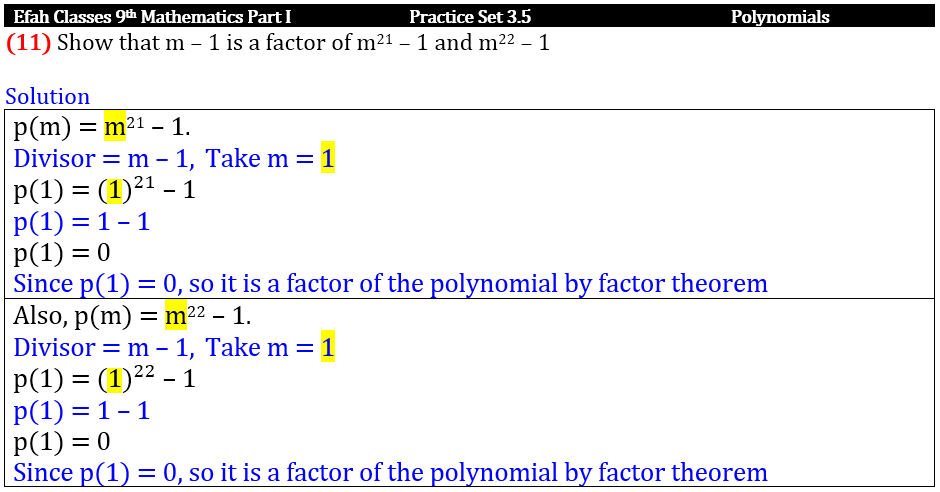 Efah Classes 9th Mathematics Part I Practice Set 3.5 Polynomials
(11) Show that m – 1 is a factor of m²¹ – 1 and m²² – 1
Solution
p(m) = m²¹ – 1.
Divisor = m – 1, Take m = 1
p(1) = (1)²¹ – 1
p(1) = 1 – 1
p(1) = 0
Since p(1) = 0, so it is a factor of the polynomial by factor theorem
Also, p(m) = m²² – 1.
Divisor = m – 1, Take m = 1
p(1) = (1)²² – 1
p(1) = 1 – 1
p(1) = 0
Since p(1) = 0, so it is a factor of the polynomial by factor theorem